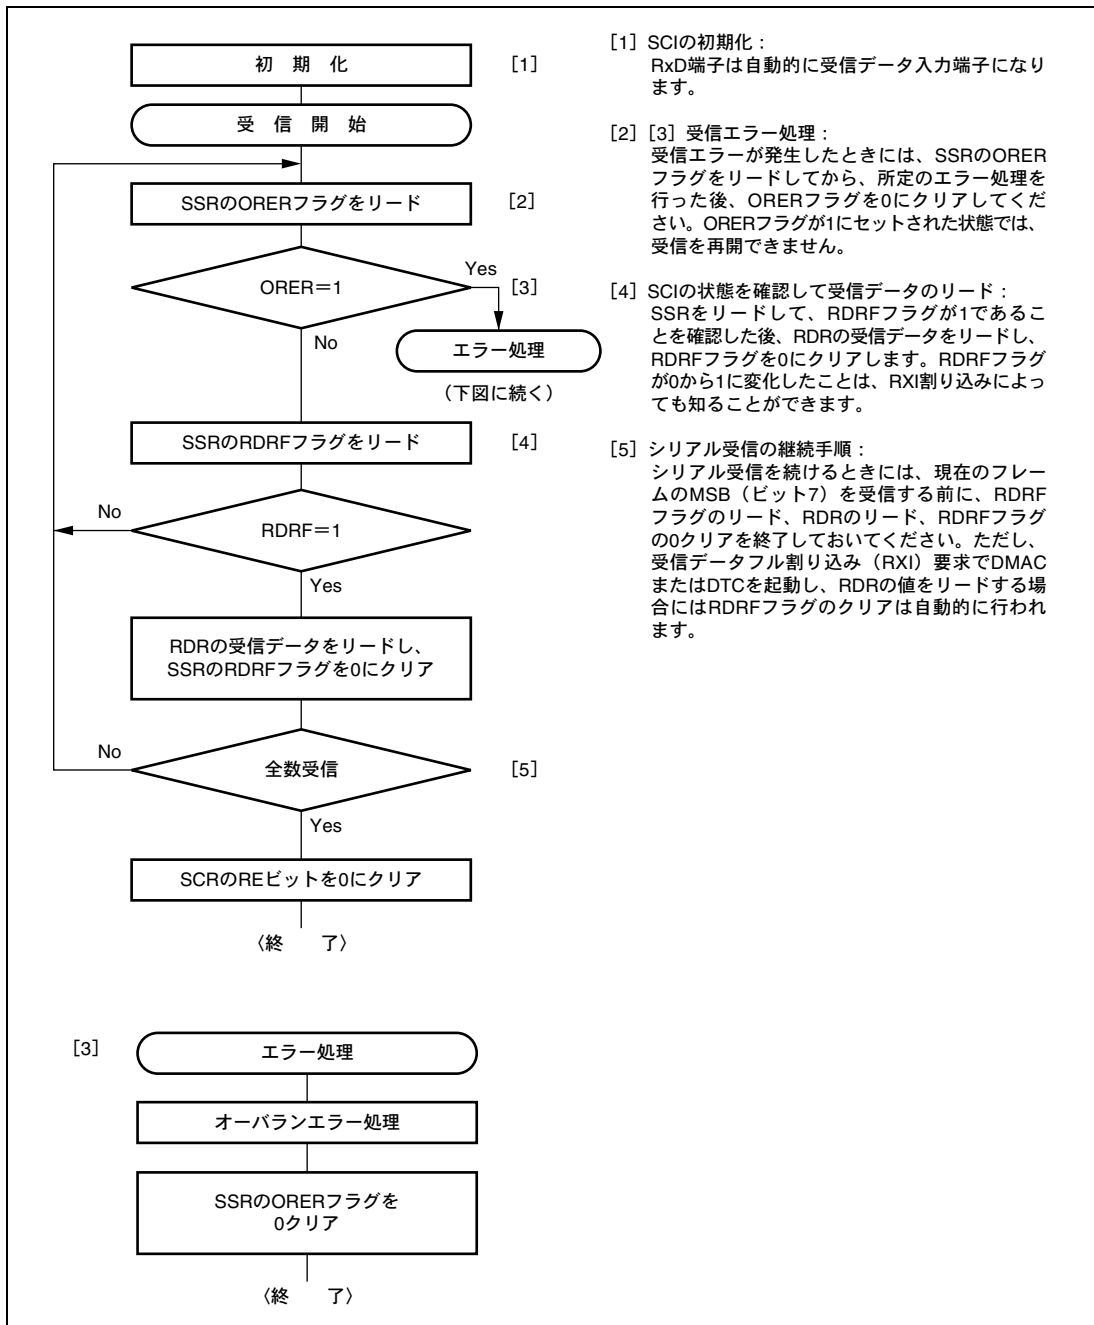 初 期 化 [1]
受 信 開 始
SSRのORERフラグをリード [2]
ORER＝1
Yes
[3]
No
エラー処理
（下図に続く）
SSRのRDRFフラグをリード [4]
No
RDRF＝1
Yes
RDRの受信データをリードし、
SSRのRDRFフラグを0にクリア
No
全数受信 [5]
Yes
SCRのREビットを0にクリア
〈終 了〉
[1] SCIの初期化：
RxD端子は自動的に受信データ入力端子になり
ます。
[2] [3] 受信エラー処理：
受信エラーが発生したときには、SSRのORER
フラグをリードしてから、所定のエラー処理を
行った後、ORERフラグを0にクリアしてくだ
さい。ORERフラグが1にセットされた状態では、
受信を再開できません。
[4] SCIの状態を確認して受信データのリード：
SSRをリードして、RDRFフラグが1であるこ
とを確認した後、RDRの受信データをリードし、
RDRFフラグを0にクリアします。RDRFフラグ
が0から1に変化したことは、RXI割り込みによっ
ても知ることができます。
[5] シリアル受信の継続手順：
シリアル受信を続けるときには、現在のフレー
ムのMSB（ビット7）を受信する前に、RDRF
フラグのリード、RDRのリード、RDRFフラグ
の0クリアを終了しておいてください。ただし、
受信データフル割り込み（RXI）要求でDMAC
またはDTCを起動し、RDRの値をリードする場
合にはRDRFフラグのクリアは自動的に行われ
ます。
[3] エラー処理
オーバランエラー処理
SSRのORERフラグを
0クリア
〈終 了〉